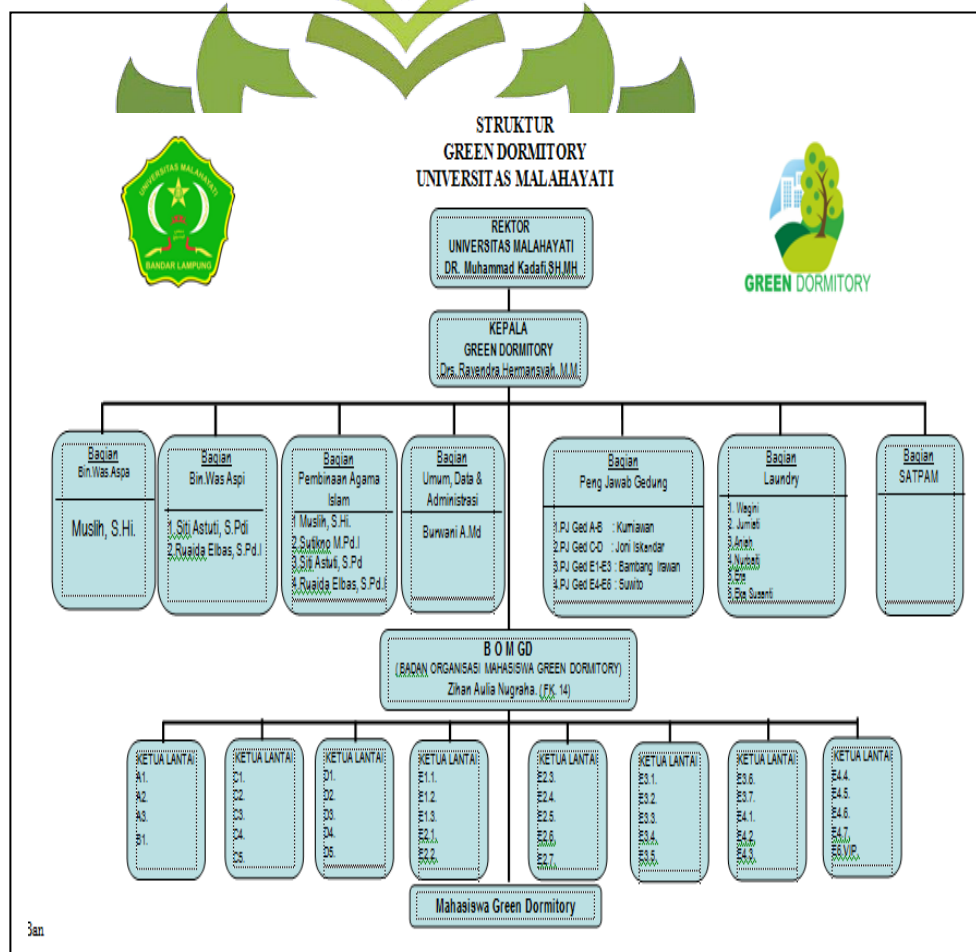 STRUKTUR
GREEN DORMITORY
UNIVERSITAS MALAHAYATI
UNIVERSITAS MALAHAYATI
BANDAR LAMPUNG
GREEN DORMITORY
REKTOR
UNIVERSITAS MALAHAYATI
DR. Muhammad Kadafi,SH,MH
KEPALA
GREEN DORMITORY
Drs. Rayendra Hermansyah, M.M
Bagian
Bin.Was.Aspa
Muslih, S.Hi.
Bagian
Bin.Was Aspi
1.Siti Astuti, S.Pdi
2.Ruaida Elbas, S.Pd.I
Bagian
Pembinaan Agama
Islam
1 Muslih, S.Hi.
2.Sutikno M.Pd.I
3.Siti Astuti, S.Pd
4.Ruaida Elbas, S.Pd.I
Bagian
Umum, Data &
Administrasi
Burwani A.Md
Bagian
Peng Jawab Gedung
1.PJ Ged A-B : Kurniawan
2.PJ Ged C-D : Joni Iskandar
3.PJ Ged E1-E3 : Bambang Irawan
4.PJ Ged E4-E6 : Suwito
Bagian
Laundry
1. Wagini
2. Jumiati
3.
4.
5.
6.Eka Susanti
Bagian
SATPAM
B O M GD
( BADAN ORGANISASI MAHASISWA GREEN DORMITORY)
Zihan Aulia Nugraha. (FK. 14)
KETUA LANTAI
A1.
A2.
A3.
B1.
KETUA LANTAI
C1.
C2.
C3.
C4.
C5.
KETUA LANTAI
D1.
D2.
D3.
D4.
D5.
KETUA LANTAI
E1.1.
E1.2.
E1.3.
E2.1.
E2.2.
KETUA LANTAI
E2.3.
E2.4.
E2.5.
E2.6.
E2.7.
KETUA LANTAI
E3.1.
E3.2.
E3.3.
E3.4.
E3.5.
KETUA LANTAI
E3.6.
E3.7.
E4.1.
E4.2.
E4.3.
KETUA LANTAI
E4.4.
E4.5.
E4.6.
E4.7.
E6.VIP.
Mahasiswa Green Dormitory
Ban